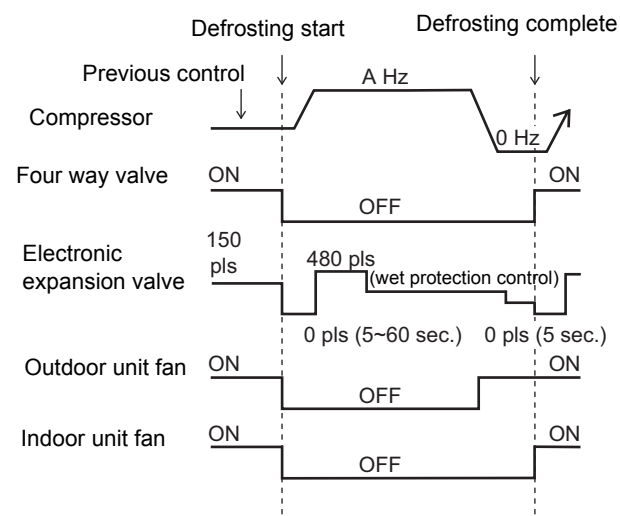 Defrosting start
Defrosting complete
Previous control
A Hz
Compressor
0 Hz
Four way valve
ON
ON
OFF
Electronic
expansion valve
150
pls
480 pls
(wet protection control)
0 pls (5~60 sec.)
0 pls (5 sec.)
Outdoor unit fan
ON
ON
OFF
Indoor unit fan
ON
ON
OFF